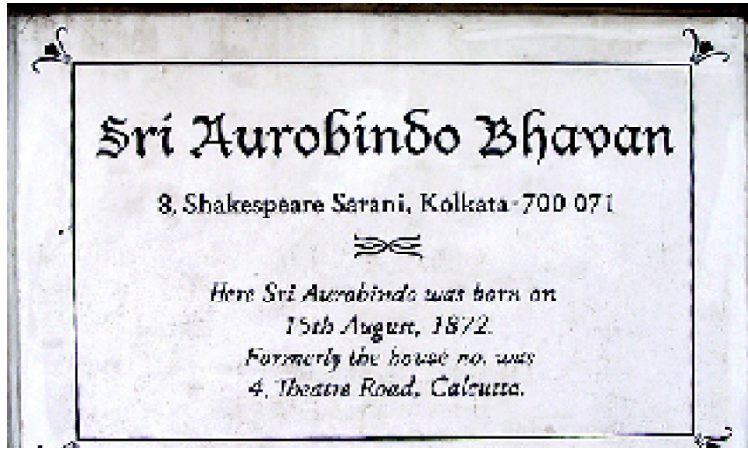 Sri Aurobindo Bhavan
8, Shakespeare Sarani, Kolkata-700 071
Here Sri Aurobindo was born on
15th August, 1872.
Formerly the house no. was
4, Theatre Road, Calcutta.